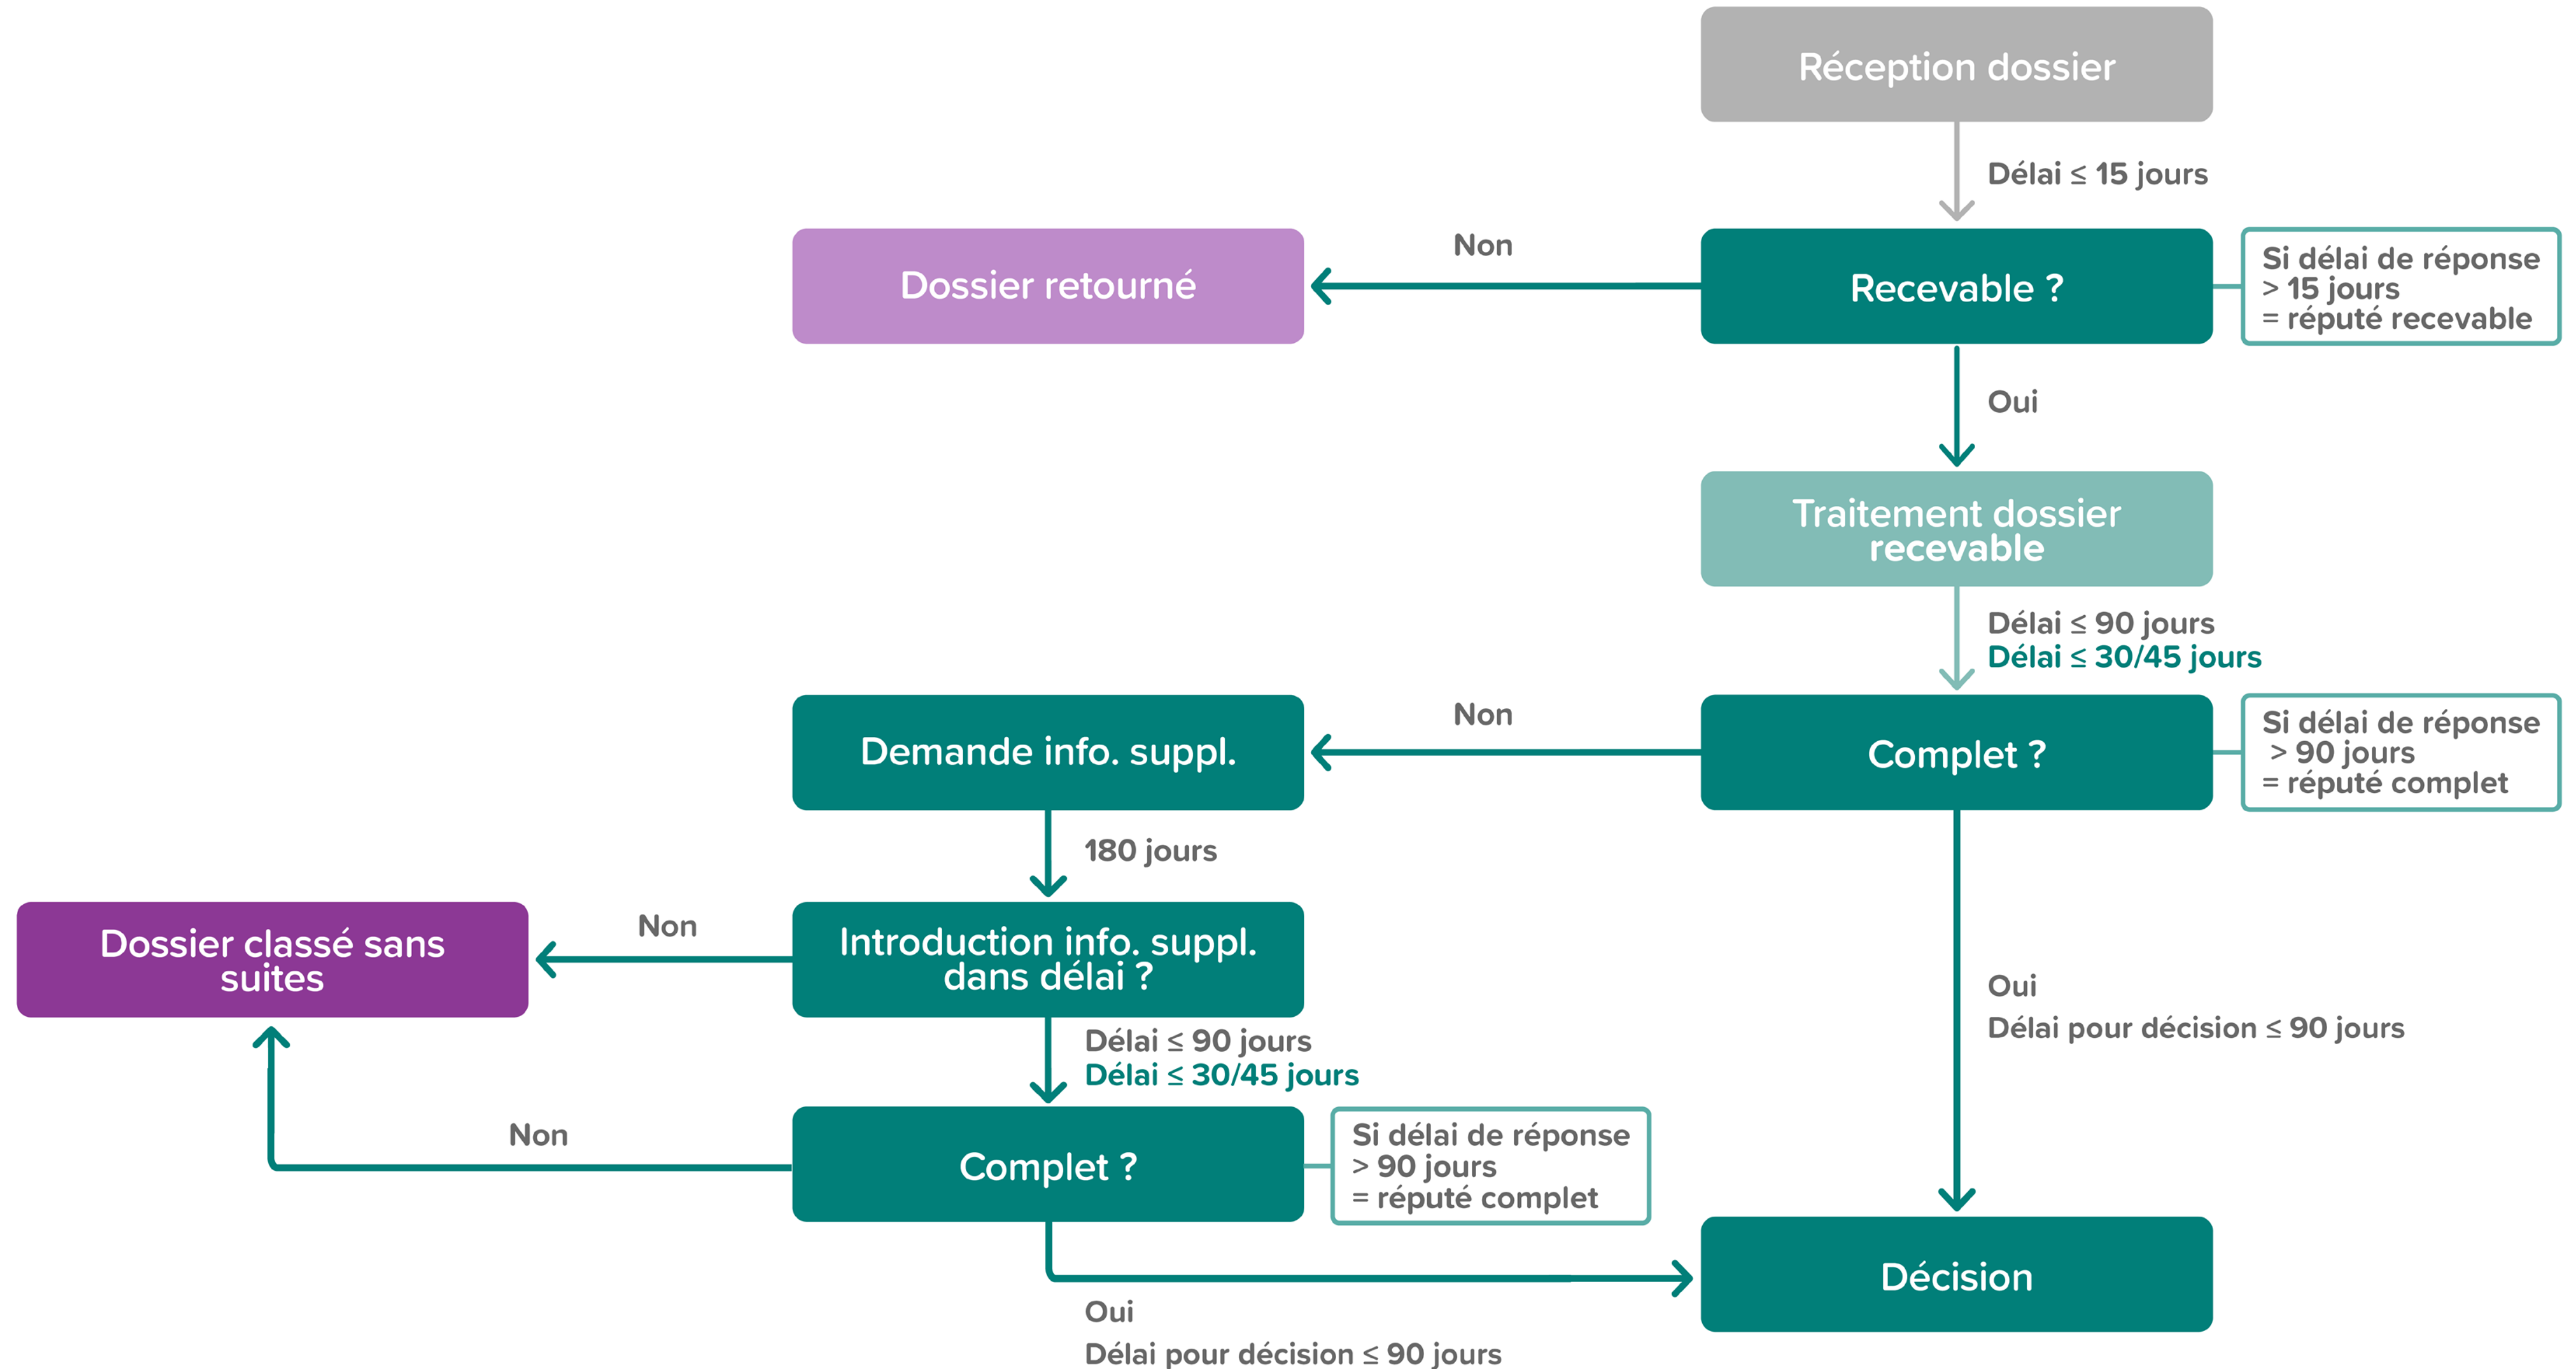 Réception dossier
Délai ≤ 15 jours
Dossier retourné
Non
Recevable ?
Si délai de réponse
> 15 jours
= réputé recevable
Oui
Traitement dossier
recevable
Délai ≤ 90 jours
Délai ≤ 30/45 jours
Demande info. suppl.
Non
Complet ?
Si délai de réponse
> 90 jours
= réputé complet
180 jours
Dossier classé sans
suites
Non
Introduction info. suppl.
dans délai ?
Oui
Délai pour décision ≤ 90 jours
Délai ≤ 90 jours
Délai ≤ 30/45 jours
Non
Complet ?
Si délai de réponse
> 90 jours
= réputé complet
Décision
Oui
Délai pour décision ≤ 90 jours